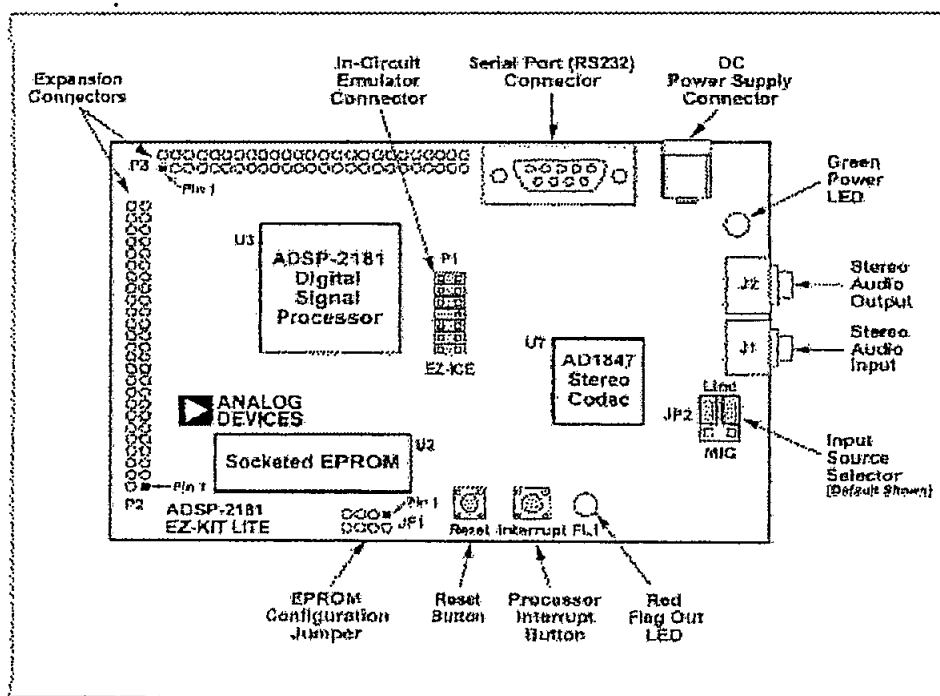 Expansion
Connectors
In-Circuit
Emulator
Connector
Serial Port (RS232)
Connector
DC
Power Supply
Connector
P3
Pin 1
Green
Power
LED
U3
ADSP-2181
Digital
Signal
Processor
P1
EZ-ICE
J2
Stereo
Audio
Output
J1
Stereo
Audio
Input
U7
AD1847
Stereo
Codac
Line
JP2
MIC
Input
Source
Selector
(Default Shown)
ANALOG
DEVICES
U2
Socketed EPROM
Pin 1
P2
ADSP-2181
EZ-KIT LITE
Pin 1
JP1
Reset
Interrupt
FL1
EPROM
Configuration
Jumper
Reset
Button
Processor
Interrupt
Button
Red
Flag Out
LED